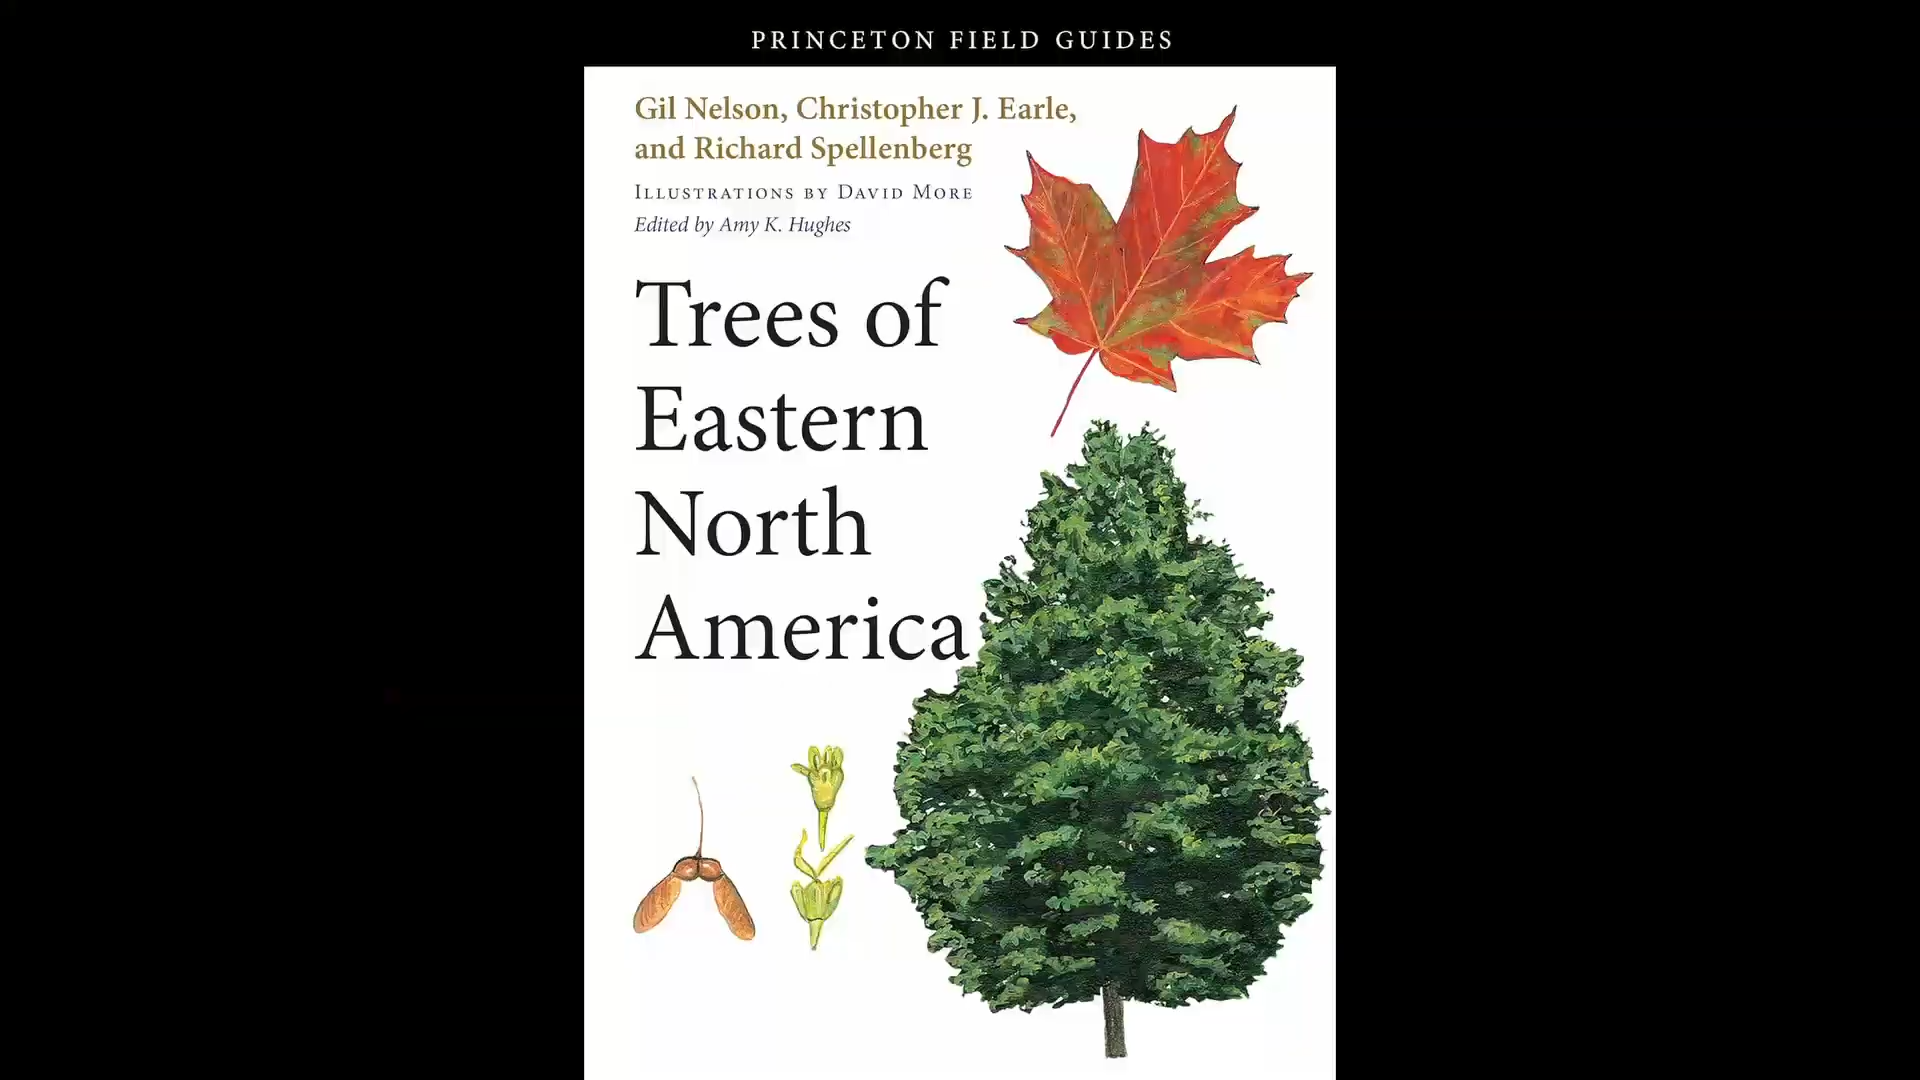 PRINCETON FIELD GUIDES
Gil Nelson, Christopher J. Earle,
and Richard Spellenberg
ILLUSTRATIONS BY DAVID MORE
Edited by Amy K. Hughes
Trees of
Eastern
North
America